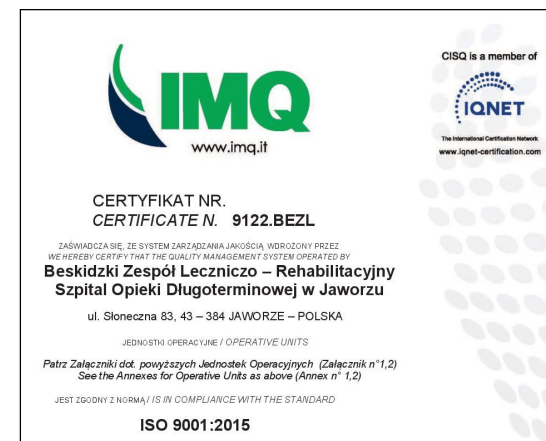 IMQ
www.imq.it
CISQ is a member of
IQNET
The International Certification Network
www.iqnet-certification.com
CERTYFIKAT NR.
CERTIFICATE N. 9122.BEZL
ZAŚWIADCZA SIĘ, ŻE SYSTEM ZARZĄDZANIA JAKOŚCIĄ WDROŻONY PRZEZ
WE HEREBY CERTIFY THAT THE QUALITY MANAGEMENT SYSTEM OPERATED BY
Beskidzki Zespół Leczniczo – Rehabilitacyjny
Szpital Opieki Długoterminowej w Jaworzu
ul. Słoneczna 83, 43 – 384 JAWORZE – POLSKA
JEDNOSTKI OPERACYJNE / OPERATIVE UNITS
Patrz Załączniki dot. powyższych Jednostek Operacyjnych (Załącznik n°1,2)
See the Annexes for Operative Units as above (Annex n° 1,2)
JEST ZGODNY Z NORMĄ / IS IN COMPLIANCE WITH THE STANDARD
ISO 9001:2015